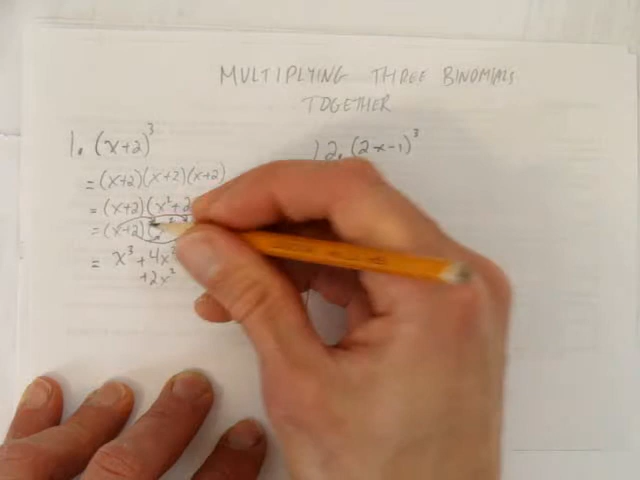 MULTIPLYING THREE BINOMIALS
TOGETHER
1. (x+2)³
= (x+2)(x+2)(x+2)
= (x+2)(x²+2
= (x+2)(
= x³ + 4x²
+2x²
2. (2x-1)³